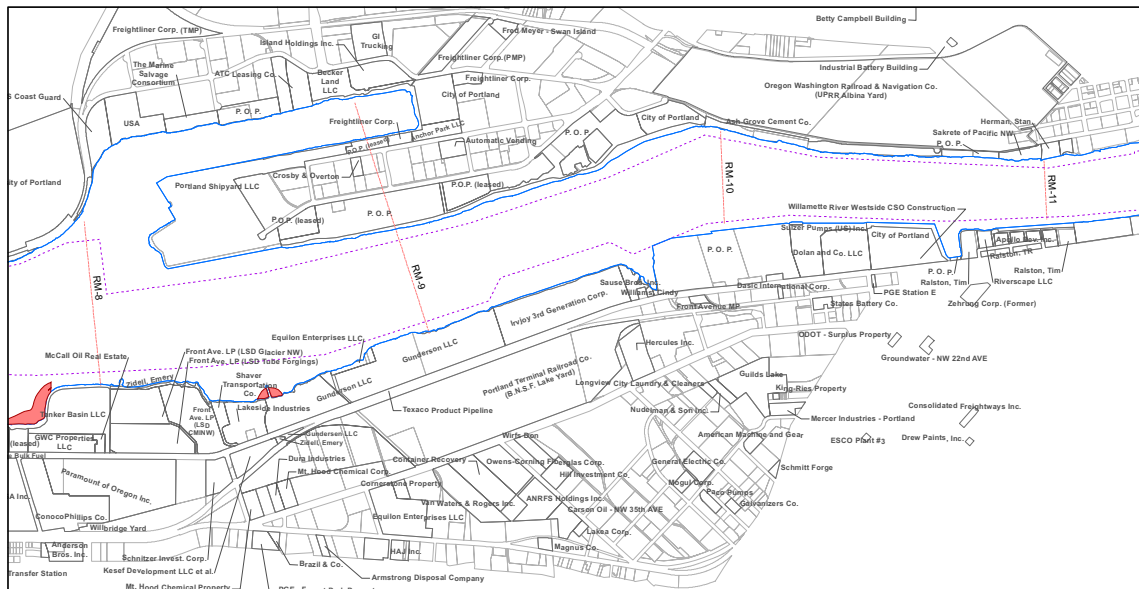 Betty Campbell Building
Freightliner Corp. (TMP)
Fred Meyer - Swan Island
GI
Trucking
Island Holdings Inc.
Freightliner Corp. (PMP)
Industrial Battery Building
The Marine
Salvage
Consortium
ATC Leasing Co.
Becker
Land
LLC
Freightliner Corp.
Oregon Washington Railroad & Navigation Co.
(UPRR Albina Yard)
S Coast Guard
City of Portland
P. O. P.
USA
Freightliner Corp.
Anchor Park LLC
City of Portland
Ash Grove Cement Co.
Herman, Stan
Sakrete of Pacific NW
P. O. P.
P. O. P.
Automatic Vending
P.O.P. (leased)
Crosby & Overton
ity of Portland
Portland Shipyard LLC
P.O.P. (leased)
RM-10
RM-11
P. O. P.
P.O.P. (leased)
Willamette River Westside CSO Construction
Sulzer Pumps (US) Inc.
City of Portland
Apollo Dev. Inc.
Ralston, TR
P. O. P.
Dolan and Co. LLC
P. O. P.
Ralston, Tim
Ralston, Tim
Riverscape LLC
RM-8
RM-9
Sause Bros. Inc.
Williams, Cindy
Dasic International Corp.
PGE Station E
Zehrung Corp. (Former)
Front Avenue MP
States Battery Co.
Irvjoy 3rd Generation Corp.
Equilon Enterprises LLC
Gunderson LLC
Hercules Inc.
ODOT - Surplus Property
Groundwater - NW 22nd AVE
McCall Oil Real Estate
Front Ave. LP (LSD Glacier NW)
Front Ave. LP (LSD Tube Forgings)
Portland Terminal Railroad Co.
(B.N.S.F. Lake Yard)
Guilds Lake
Zidell, Emery
Shaver
Transportation
Co.
Gunderson LLC
Longview City Laundry & Cleaners
King-Ries Property
Tanker Basin LLC
Front
Ave. LP
(LSD
CMINW)
Lakeside Industries
Texaco Product Pipeline
Nudelman & Son Inc.
Mercer Industries - Portland
Consolidated Freightways Inc.
(leased)
GWC Properties
LLC
e Bulk Fuel
Gunderson LLC
Zidell, Emery
Wirfs-Don
American Machine and Gear
ESCO Plant #3
Drew Paints, Inc.
Dura Industries
Container Recovery
Owens-Corning Fiberglas Corp.
General Electric Co.
Schmitt Forge
Paramount of Oregon Inc.
Mt. Hood Chemical Corp.
Hill Investment Co.
Cornerstone Property
Mogul Corp.
Paco Pumps
A Inc.
Van Waters & Rogers Inc.
ANRFS Holdings Inc.
Galvanizers Co.
ConocoPhillips Co.
Equilon Enterprises LLC
Carson Oil - NW 35th AVE
Willbridge Yard
Lakea Corp.
Anderson
Bros. Inc.
Schnitzer Invest. Corp.
HAJ Inc.
Magnus Co.
Transfer Station
Kesef Development LLC et al.
Brazil & Co.
Armstrong Disposal Company
Mt. Hood Chemical Property